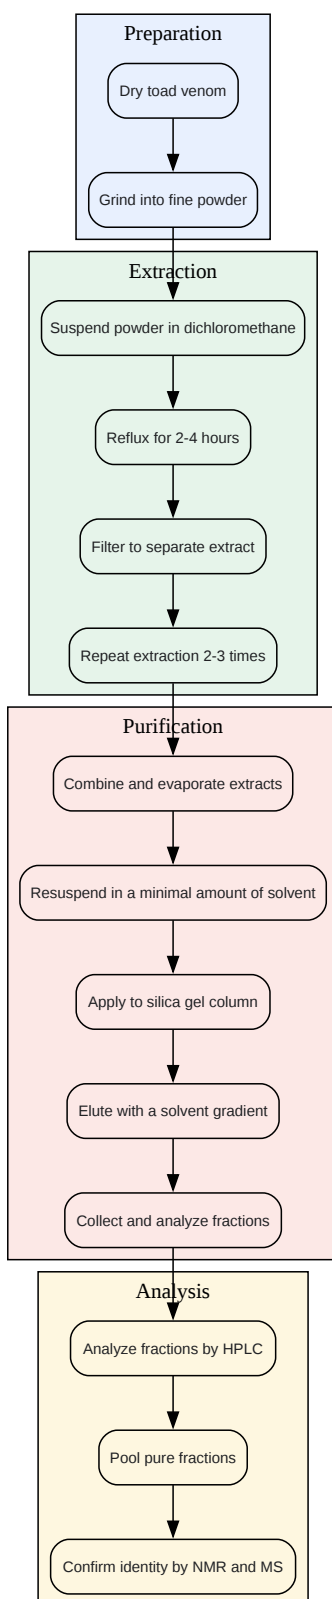 Preparation
Dry toad venom
Grind into fine powder
Extraction
Suspend powder in dichloromethane
Reflux for 2-4 hours
Filter to separate extract
Repeat extraction 2-3 times
Purification
Combine and evaporate extracts
Resuspend in a minimal amount of solvent
Apply to silica gel column
Elute with a solvent gradient
Collect and analyze fractions
Analysis
Analyze fractions by HPLC
Pool pure fractions
Confirm identity by NMR and MS